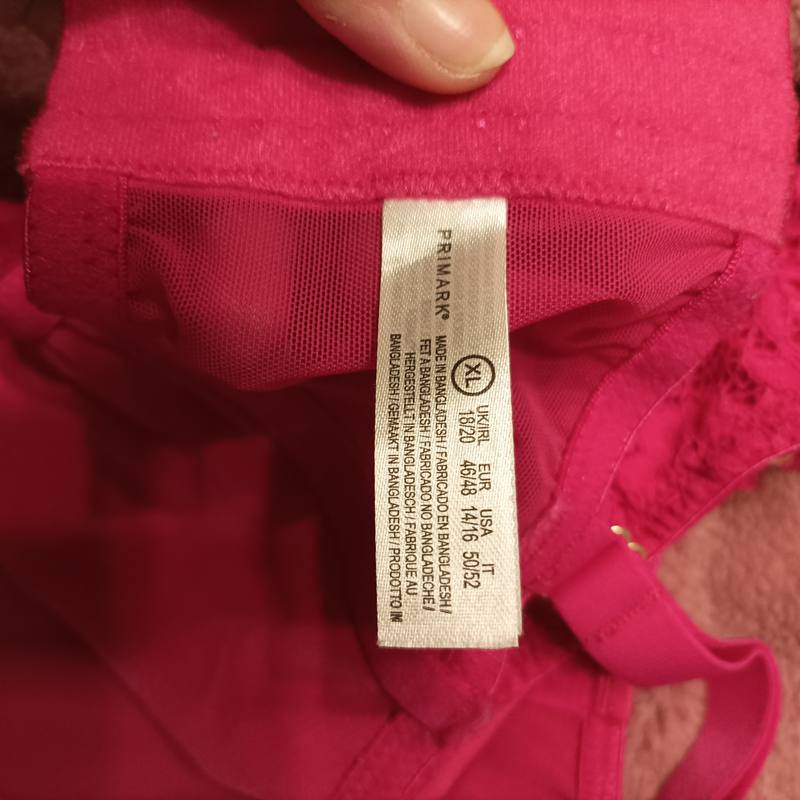 PRIMARK®
XL
UK/IRL EUR USA IT
18/20 46/48 14/16 50/52
MADE IN BANGLADESH / FABRICADO EN BANGLADESH /
FET A BANGLADESH / FABRICADO NO BANGLADECHE /
HERGESTELLT IN BANGLADESCH / FABRIQUE AU
BANGLADESH / GEMAAKT IN BANGLADESH / PRODOTTO IN